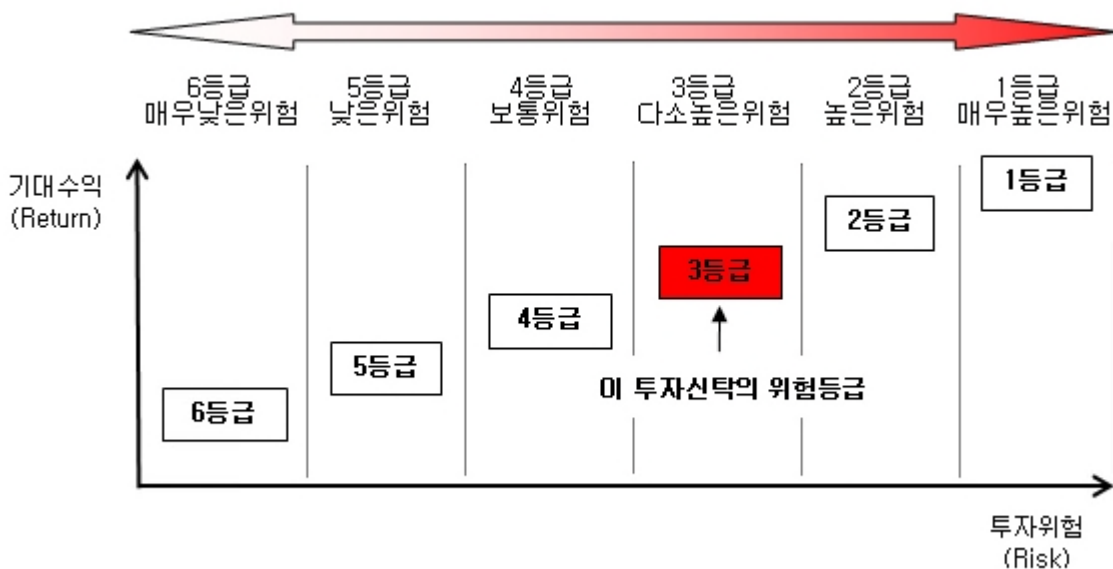 6등급
매우낮은위험
5등급
낮은위험
4등급
보통위험
3등급
다소높은위험
2등급
높은위험
1등급
매우높은위험
기대수익
(Return)
1등급
2등급
3등급
4등급
5등급
6등급
이 투자신탁의 위험등급
투자위험
(Risk)